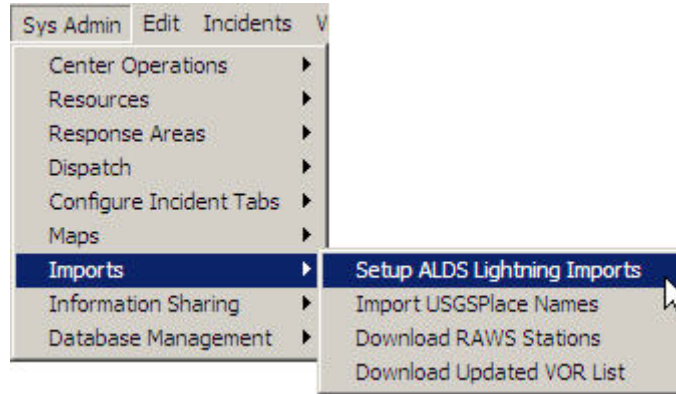 Sys Admin Edit Incidents
Center Operations
Resources
Response Areas
Dispatch
Configure Incident Tabs
Maps
Imports
Setup ALDS Lightning Imports
Information Sharing
Import USGSPlace Names
Database Management
Download RAWS Stations
Download Updated VOR List